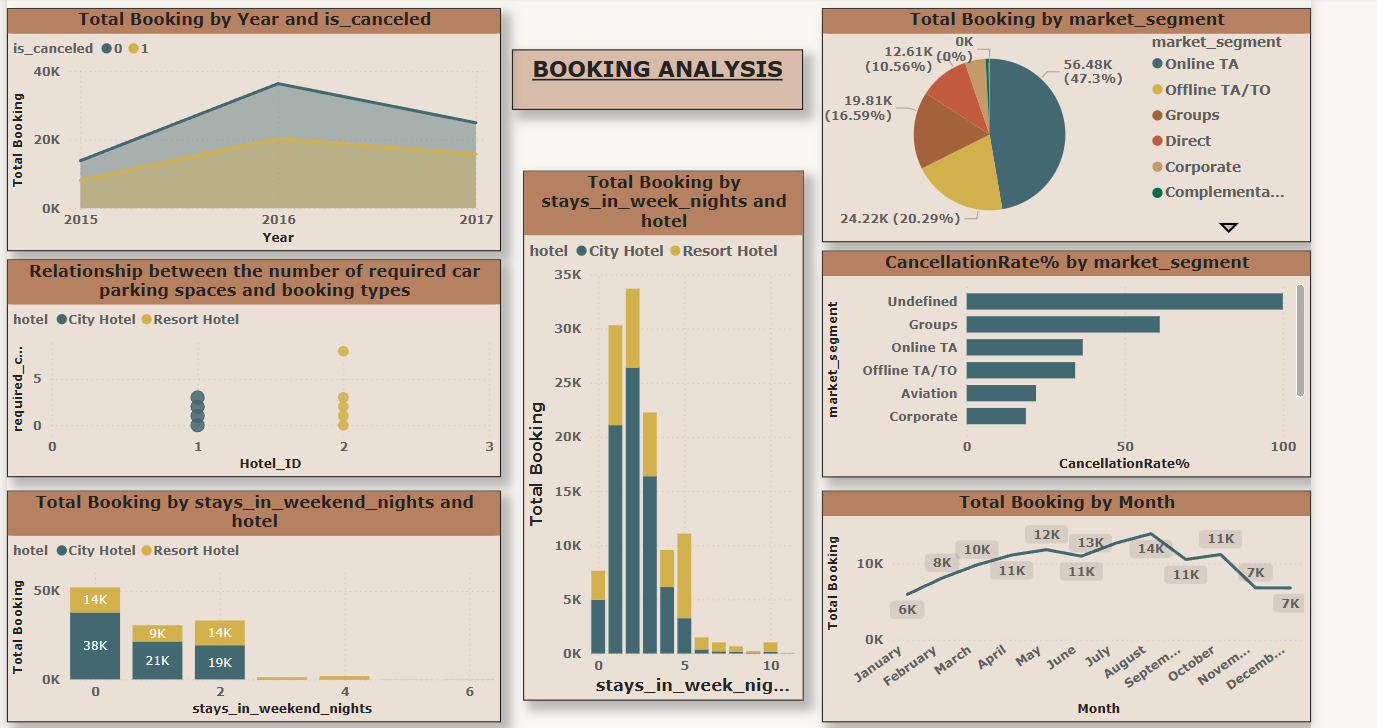 Total Booking by Year and is_canceled
is_canceled 0 1
40K
20K
0K
Total Booking
2015 2016 2017
Year
Relationship between the number of required car
parking spaces and booking types
hotel City Hotel Resort Hotel
required_c...
5
0
0 1 2 3
Hotel_ID
Total Booking by stays_in_weekend_nights and
hotel
hotel City Hotel Resort Hotel
Total Booking
50K
0K
14K
38K
9K
21K
14K
19K
0 2 4 6
stays_in_weekend_nights
BOOKING ANALYSIS
Total Booking by
stays_in_week_nights and
hotel
hotel City Hotel Resort Hotel
35K
30K
25K
20K
15K
10K
5K
0K
Total Booking
0 5 10
stays_in_week_nig...
Total Booking by market_segment
0K
(0%)
12.61K
(10.56%)
19.81K
(16.59%)
24.22K (20.29%)
56.48K
(47.3%)
market_segment
Online TA
Offline TA/TO
Groups
Direct
Corporate
Complementa...
CancellationRate% by market_segment
market_segment
Undefined
Groups
Online TA
Offline TA/TO
Aviation
Corporate
0 50 100
CancellationRate%
Total Booking by Month
Total Booking
10K
0K
6K
8K
10K
11K
12K
11K
13K
14K
11K
11K
7K
7K
January
February
March
April
May
June
July
August
Septem...
October
Novem...
Decemb...
Month